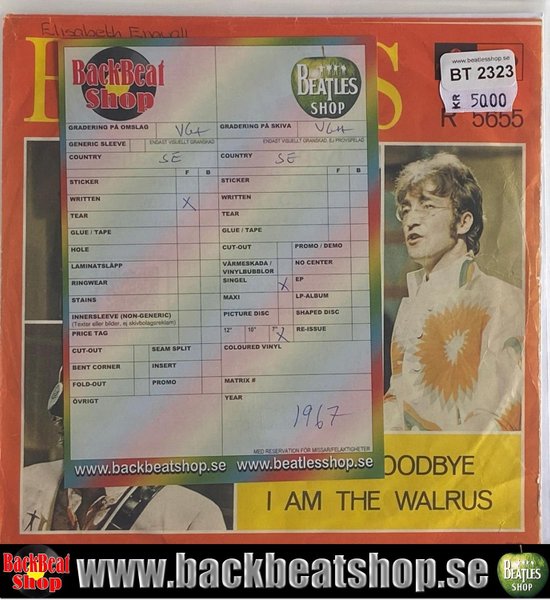 Elisabeth
S
www.beatlesshop.se
BT 2323
KR 50.00
R 5655
BackBeat
Shop
BEATLES
SHOP
GRADERING PÅ OMSLAG VG+
GRADERING PÅ SKIVA
GENERIC SLEEVE ENDAST VISUELLT GRANSKAD
ENDAST VISUELLT GRANSKAD, EJ PROVSPELAD
COUNTRY SE
COUNTRY SE
F B
F B
STICKER
STICKER
WRITTEN X
WRITTEN
TEAR
TEAR
GLUE / TAPE
GLUE / TAPE
HOLE
CUT-OUT PROMO / DEMO
LAMINATSLÄPP
VÄRMESKADA / VINYLBUBBLOR NO CENTER
RINGWEAR
SINGEL X EP
STAINS
MAXI LP-ALBUM
INNERSLEEVE (NON-GENERIC)
(Texter eller bilder, ej skivbolagsreklam)
PICTURE DISC SHAPED DISC
PRICE TAG
12" 10" 7" X RE-ISSUE
CUT-OUT SEAM SPLIT
COLOURED VINYL
BENT CORNER INSERT
FOLD-OUT PROMO
MATRIX #
ÖVRIGT
YEAR
1967
MED RESERVATION FÖR MISSAR/FELAKTIGHETER
www.backbeatshop.se www.beatlesshop.se
OODBYE
I AM THE WALRUS
BackBeat
Shop
www.backbeatshop.se
BEATLES
SHOP